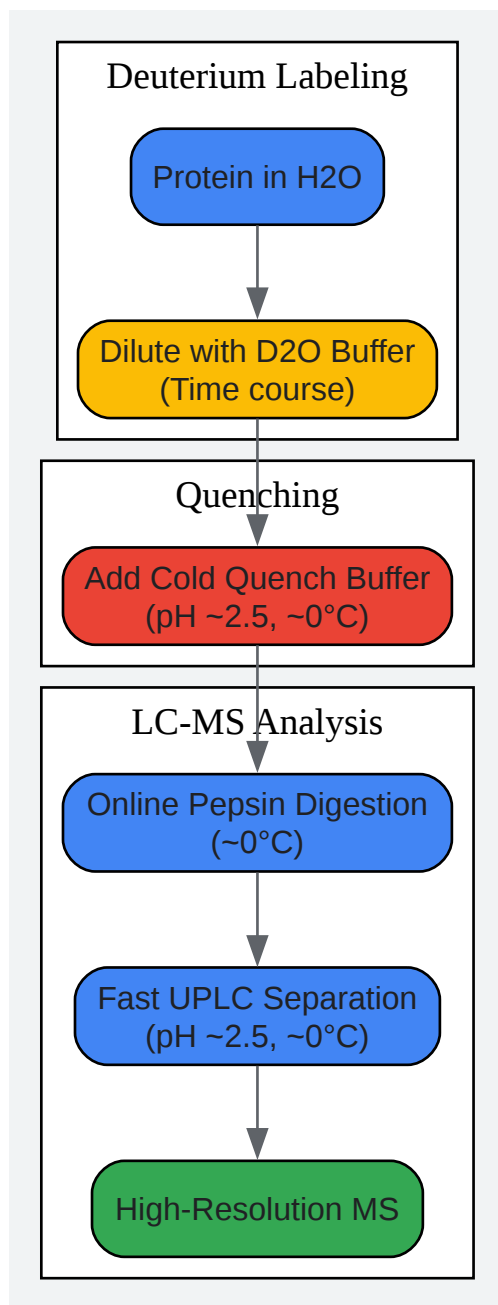 Deuterium Labeling
Protein in H2O
Dilute with D2O Buffer
(Time course)
Quenching
Add Cold Quench Buffer
(pH ~2.5, ~0°C)
LC-MS Analysis
Online Pepsin Digestion
(~0°C)
Fast UPLC Separation
(pH ~2.5, ~0°C)
High-Resolution MS